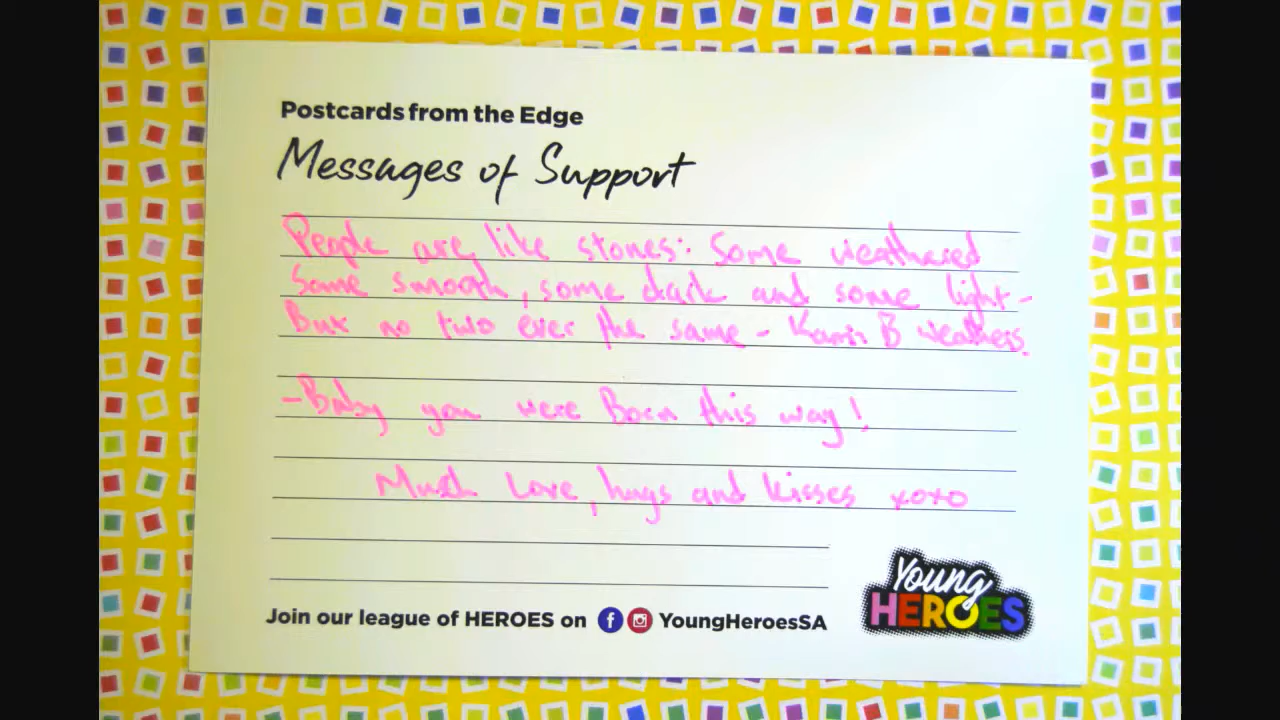 Postcards from the Edge
Messages of Support
People are like stones: Some weathered
Some smooth, some dark and some light -
But no two ever the same - B Weathers.
- Baby you were Born this way!
Much Love, hugs and kisses xoxo
Young
HEROES
Join our league of HEROES on YoungHeroesSA